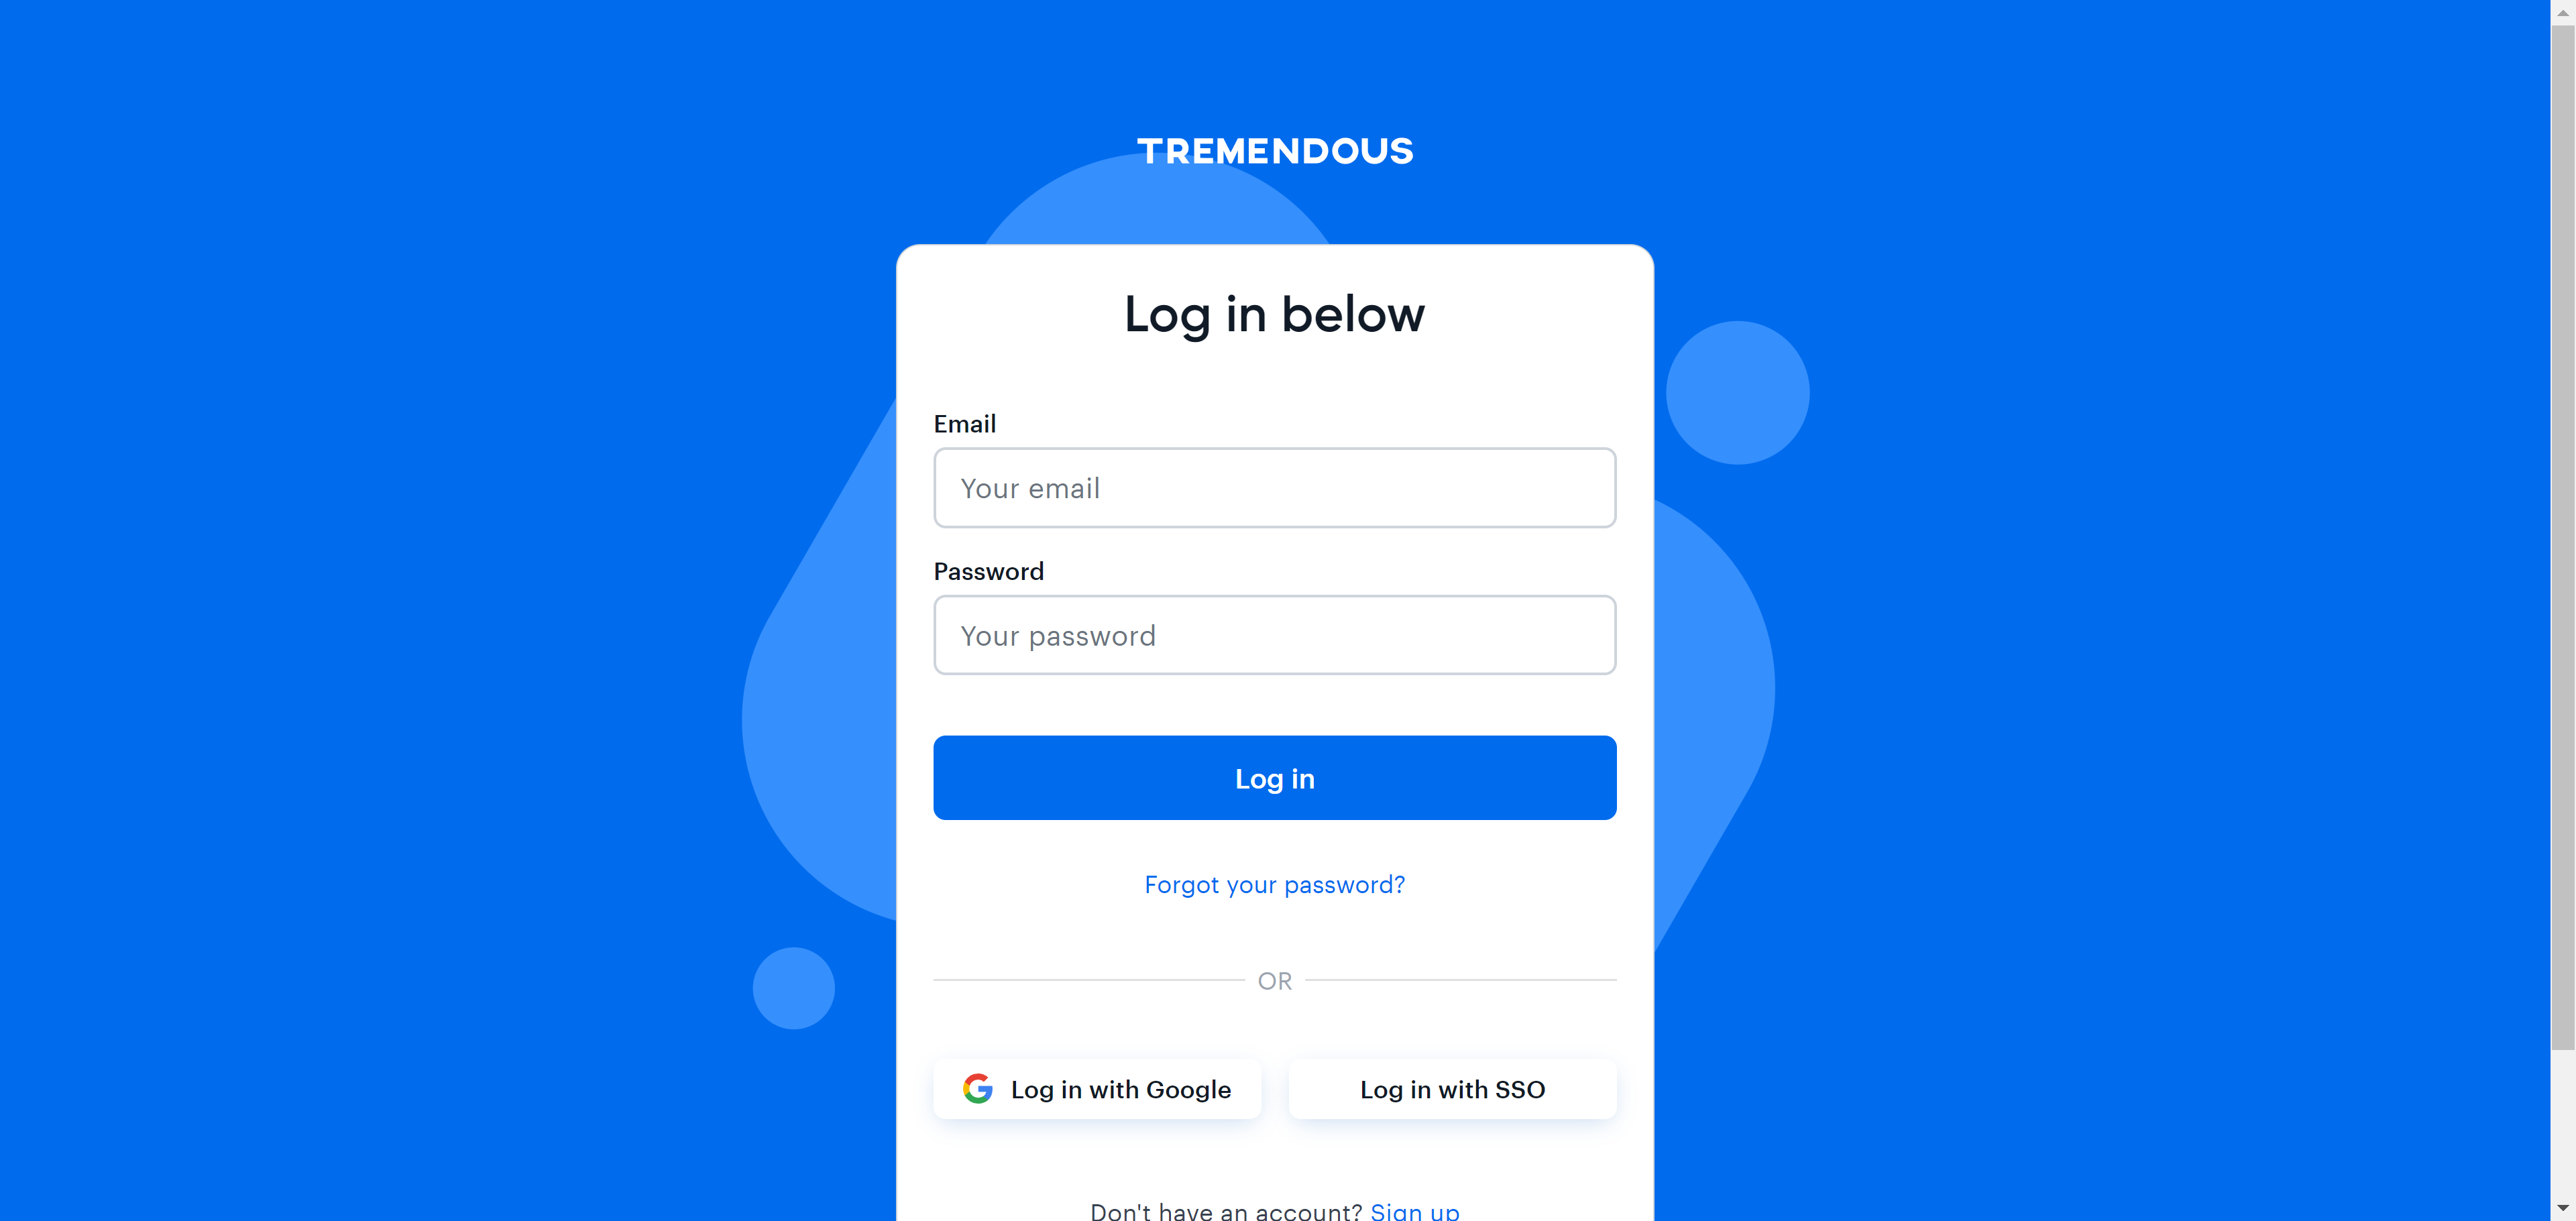 TREMENDOUS
Log in below
Email
Your email
Password
Your password
Log in
Forgot your password?
OR
Log in with Google
Log in with SSO
Don't have an account? Sign up